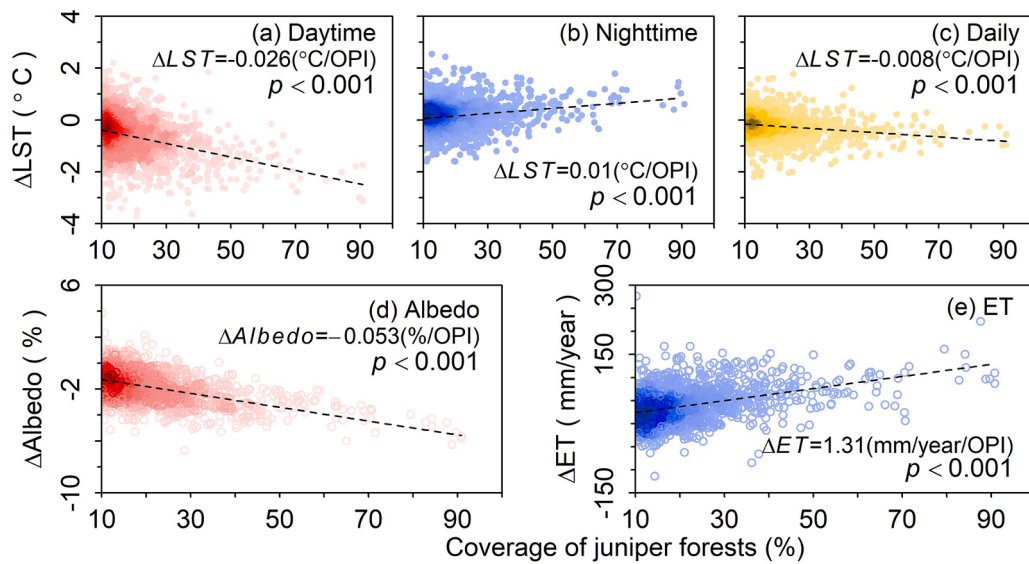 (a) Daytime
ΔLST=-0.026(°C/OPI)
p < 0.001
(b) Nighttime
ΔLST=0.01(°C/OPI)
p < 0.001
(c) Daily
ΔLST=-0.008(°C/OPI)
p < 0.001
ΔLST ( ° C )
4
2
0
-2
-4
10 30 50 70 90
10 30 50 70 90
10 30 50 70 90
(d) Albedo
ΔAlbedo=−0.053(%/OPI)
p < 0.001
ΔAlbedo ( % )
6
-2
-10
10 30 50 70 90
(e) ET
ΔET=1.31(mm/year/OPI)
p < 0.001
ΔET ( mm/year)
300
150
-150
10 30 50 70 90
Coverage of juniper forests (%)